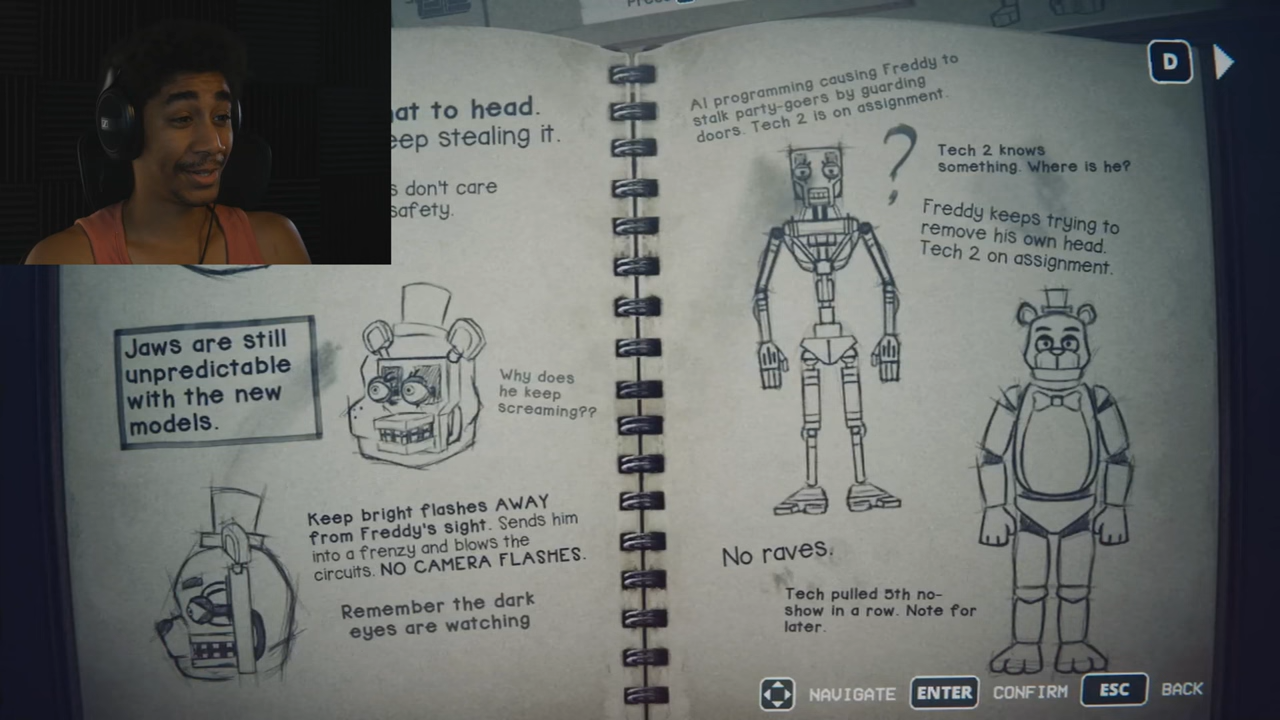 at to head.
eep stealing it.
s don't care
safety.
Jaws are still
unpredictable
with the new
models.
Why does
he keep
screaming??
Keep bright flashes AWAY
from Freddy's sight. Sends him
into a frenzy and blows the
circuits. NO CAMERA FLASHES.
Remember the dark
eyes are watching
AI programming causing Freddy to
stalk party-goers by guarding
doors. Tech 2 is on assignment.
?
Tech 2 knows
something. Where is he?
Freddy keeps trying to
remove his own head.
Tech 2 on assignment.
No raves.
Tech pulled 5th no-
show in a row. Note for
later.
D
NAVIGATE ENTER CONFIRM ESC BACK